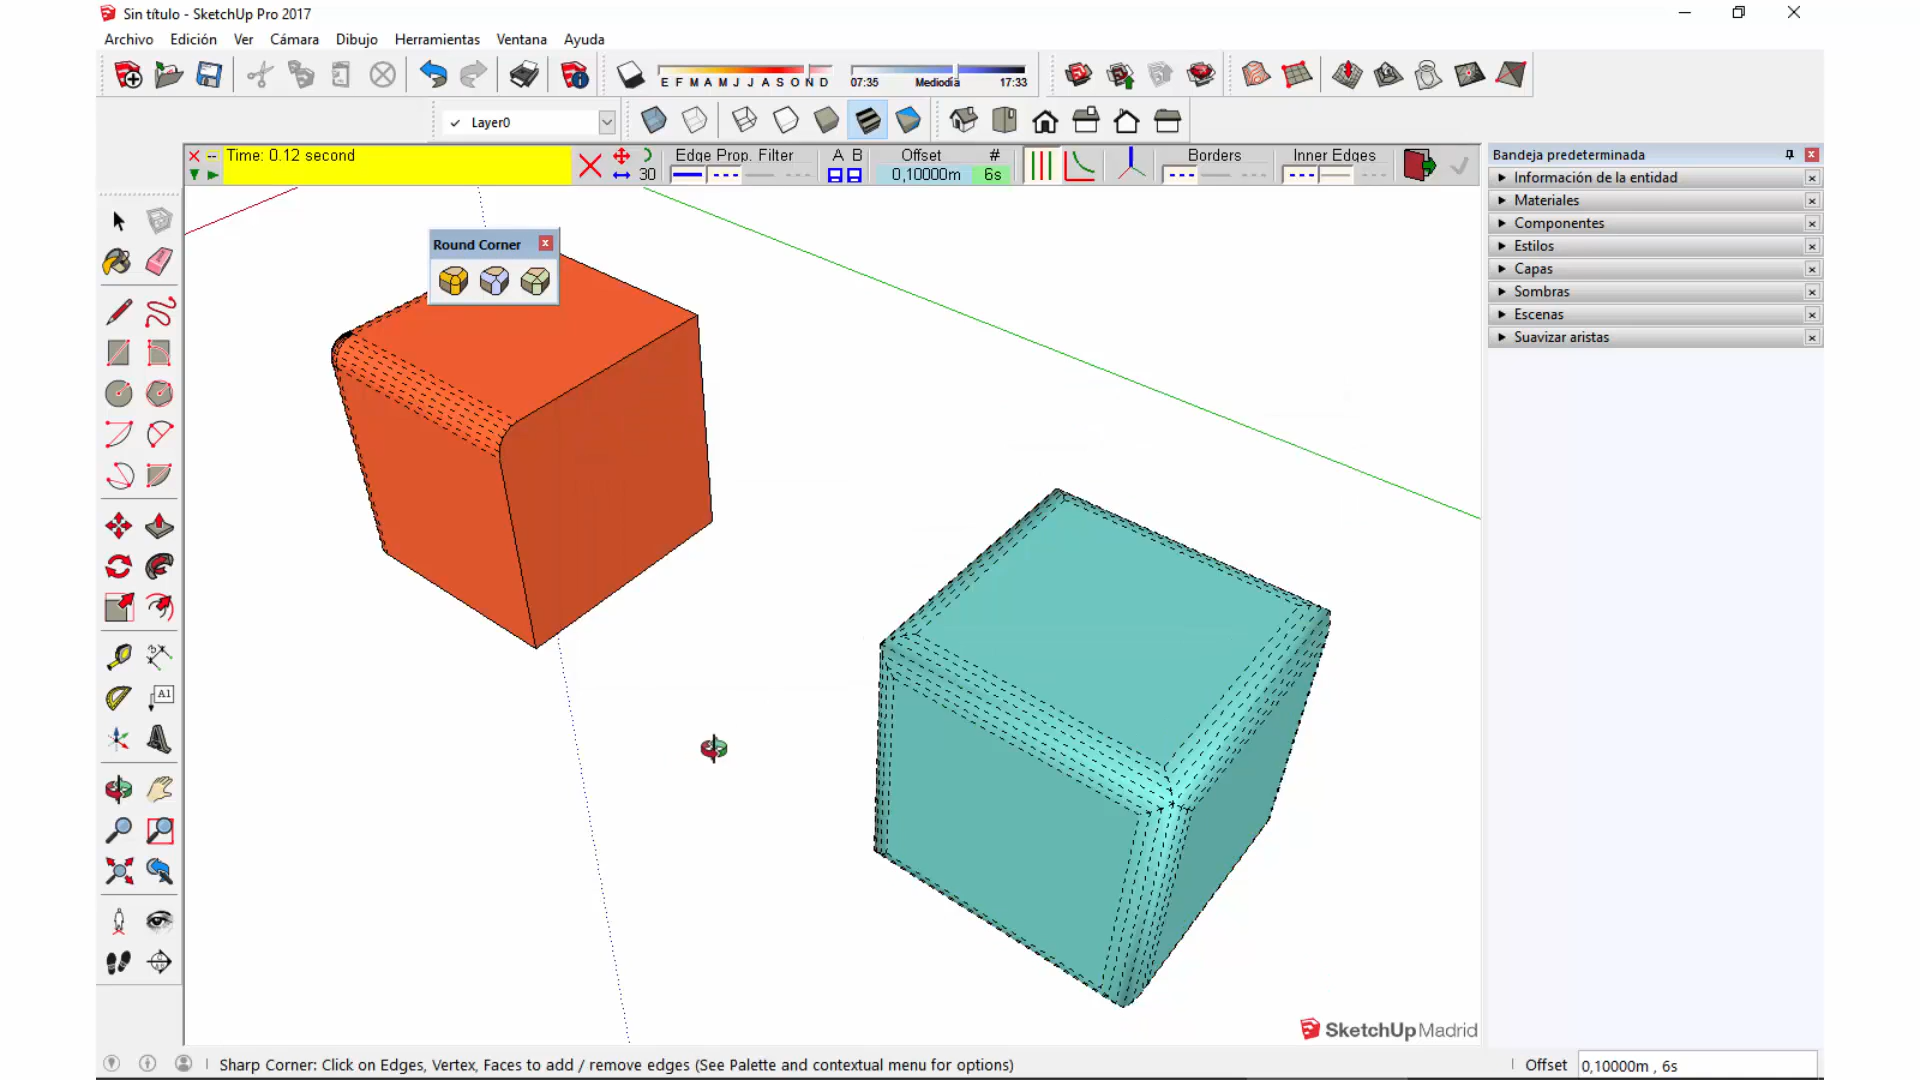 Sin título - SketchUp Pro 2017
Archivo Edición Ver Cámara Dibujo Herramientas Ventana Ayuda
E F M A M J J A S O N D 07:35 Mediodía 17:33
Layer0
Time: 0.12 second
30
Edge Prop. Filter
A B
Offset
0,10000m
#
6s
Borders
Inner Edges
Bandeja predeterminada
Información de la entidad
Materiales
Componentes
Estilos
Capas
Sombras
Escenas
Suavizar aristas
Round Corner
A1
SketchUp Madrid
Sharp Corner: Click on Edges, Vertex, Faces to add / remove edges (See Palette and contextual menu for options)
Offset 0,10000m , 6s